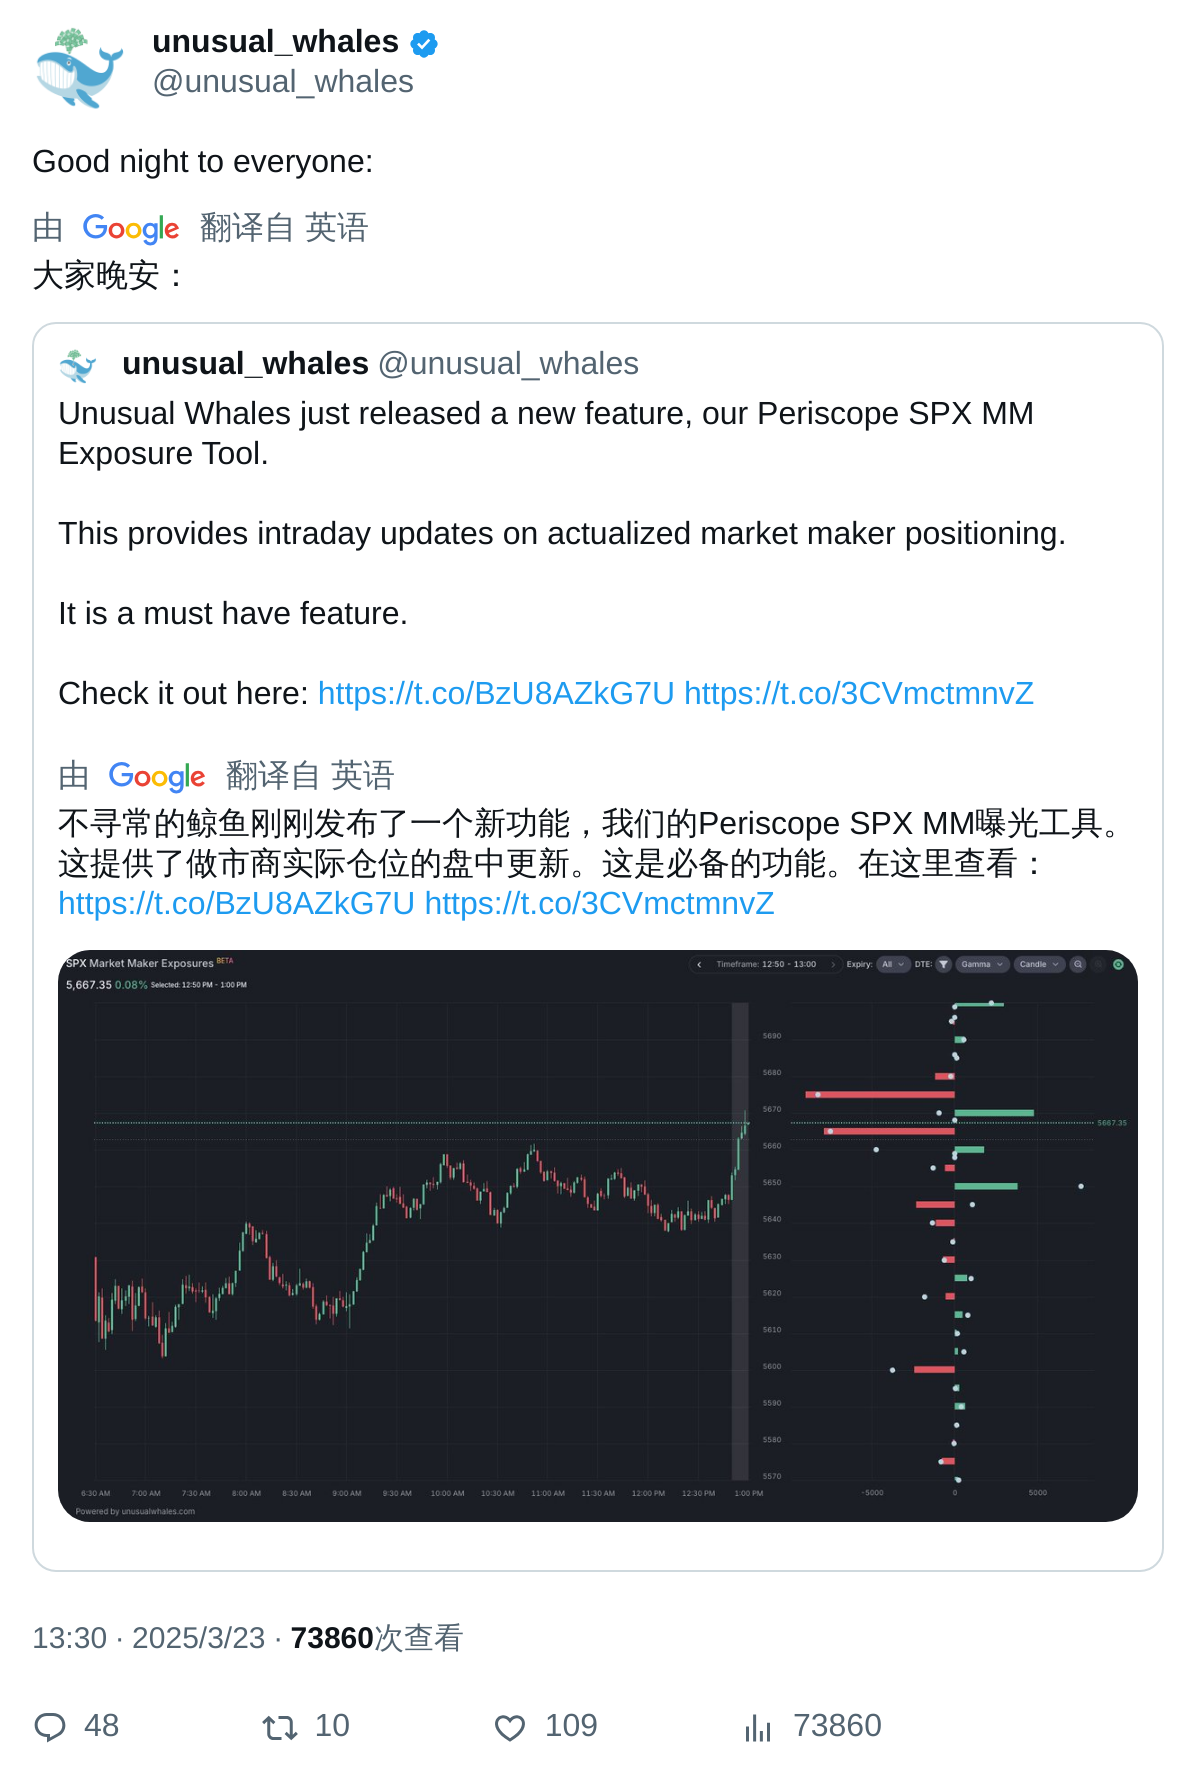 unusual_whales
@unusual_whales
Good night to everyone:
由 Google 翻译自 英语
大家晚安：
unusual_whales @unusual_whales
Unusual Whales just released a new feature, our Periscope SPX MM
Exposure Tool.
This provides intraday updates on actualized market maker positioning.
It is a must have feature.
Check it out here: https://t.co/BzU8AZkG7U https://t.co/3CVmctmnvZ
由 Google 翻译自 英语
不寻常的鲸鱼刚刚发布了一个新功能，我们的Periscope SPX MM曝光工具。
这提供了做市商实际仓位的盘中更新。这是必备的功能。在这里查看：
https://t.co/BzU8AZkG7U https://t.co/3CVmctmnvZ
SPX Market Maker Exposures BETA
Timeframe: 12:50 - 13:00 Expiry: All DTE: Gamma Candle
5,667.35 0.08% Selected: 12:50 PM - 1:00 PM
5690
5680
5670
5667.35
5660
5650
5640
5630
5620
5610
5600
5590
5580
5570
6:30 AM 7:00 AM 7:30 AM 8:00 AM 8:30 AM 9:00 AM 9:30 AM 10:00 AM 10:30 AM 11:00 AM 11:30 AM 12:00 PM 12:30 PM 1:00 PM -5000 0 5000
Powered by unusualwhales.com
13:30 · 2025/3/23 · 73860次查看
48 10 109 73860